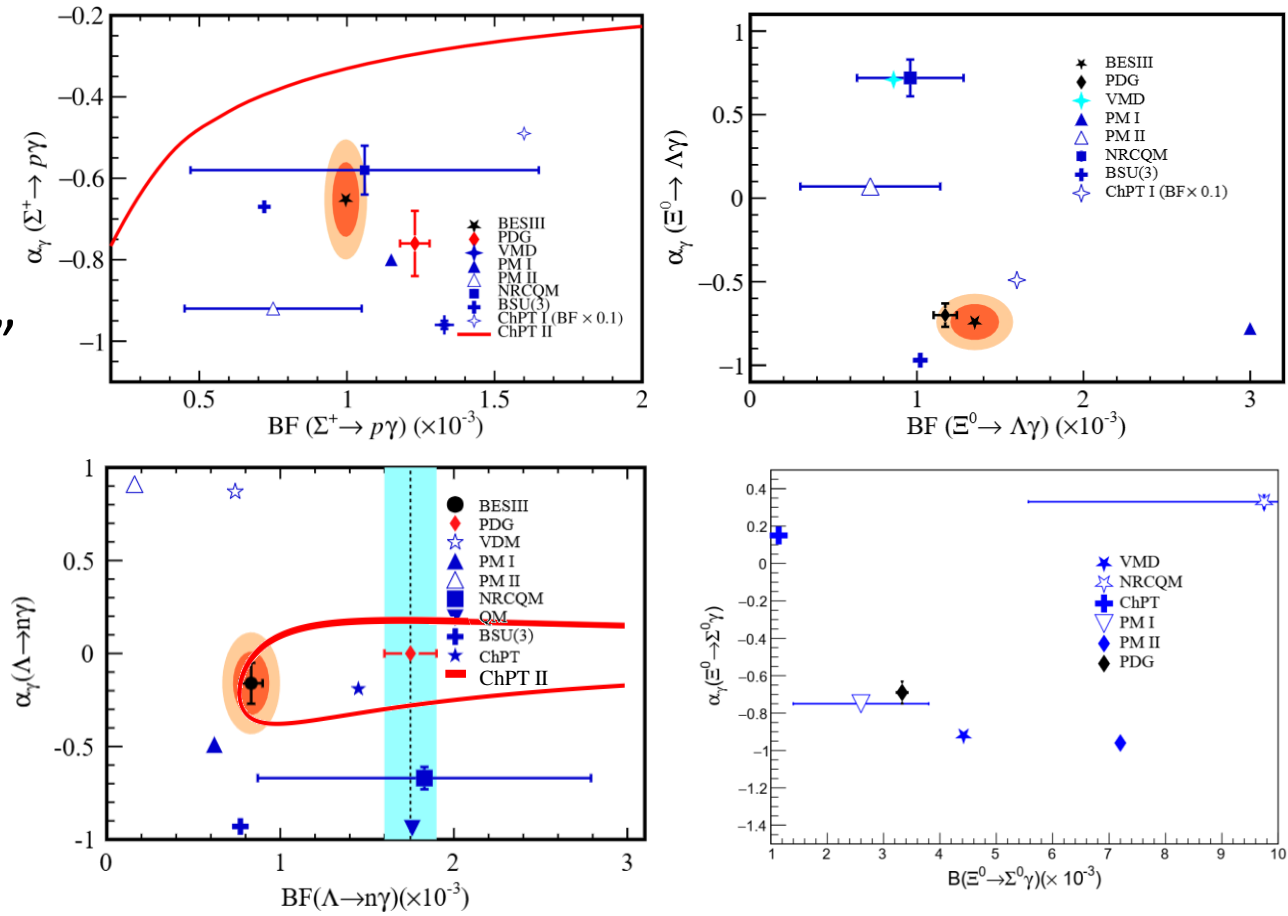 ”
−0.2
−0.4
−0.6
−0.8
−1
0.5 1 1.5 2
α_γ (Σ⁺→ pγ)
BF (Σ⁺→ pγ) (×10⁻³)
BESIII
PDG
VMD
PM I
PM II
NRCQM
BSU(3)
ChPT I (BF × 0.1)
ChPT II
1
0.5
0
−0.5
−1
0 1 2 3
α_γ (Ξ⁰→ Λγ)
BF (Ξ⁰→ Λγ) (×10⁻³)
BESIII
PDG
VMD
PM I
PM II
NRCQM
BSU(3)
ChPT I (BF× 0.1)
1
0.5
0
-0.5
-1
0 1 2 3
α_γ(Λ→nγ)
BF(Λ→nγ)(×10⁻³)
BESIII
PDG
VDM
PM I
PM II
NRCQM
QM
BSU(3)
ChPT
ChPT II
0.4
0.2
0
−0.2
−0.4
−0.6
−0.8
−1
−1.2
−1.4
1 2 3 4 5 6 7 8 9 10
α_γ(Ξ⁰→Σ⁰γ)
B(Ξ⁰→Σ⁰γ)(× 10⁻³)
VMD
NRCQM
ChPT
PM I
PM II
PDG